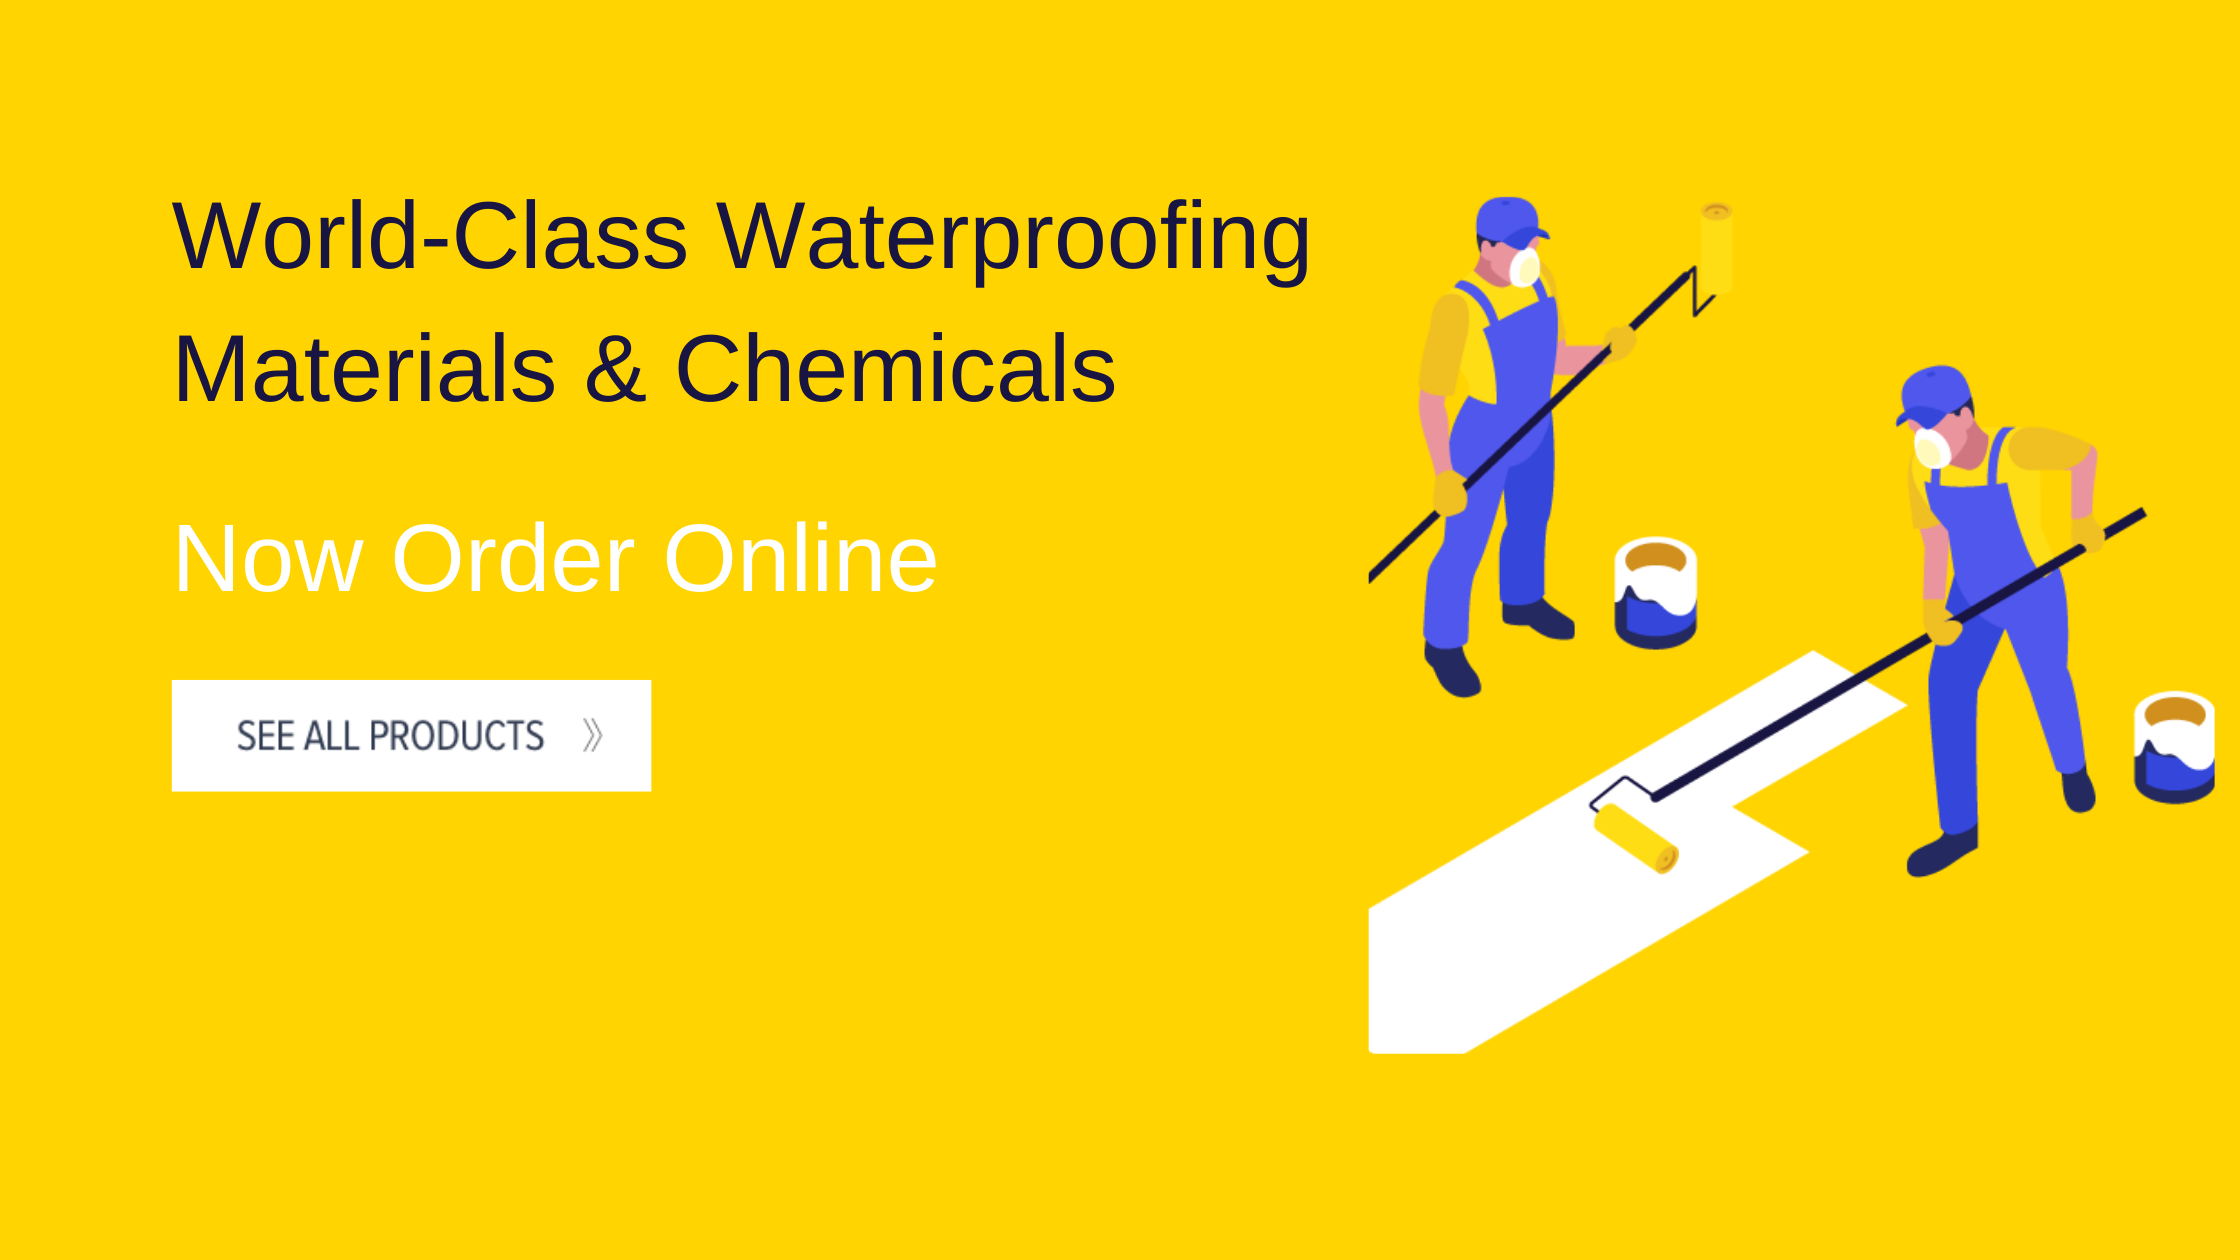 World-Class Waterproofing
Materials & Chemicals
Now Order Online
SEE ALL PRODUCTS »